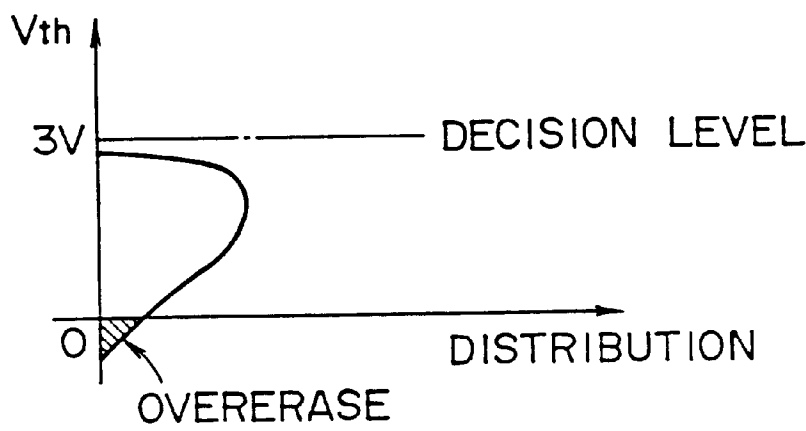 Vth
3V
DECISION LEVEL
0
DISTRIBUTION
OVERERASE